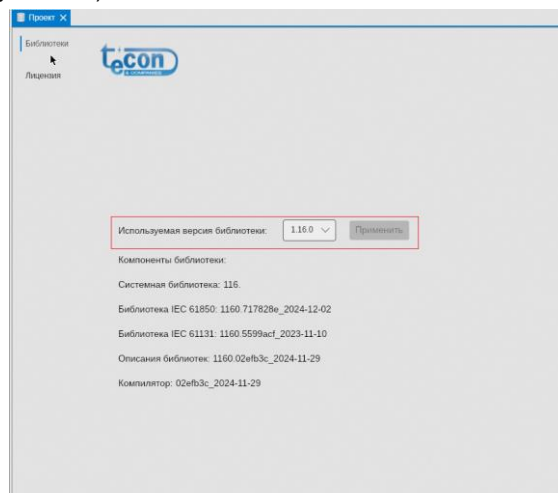 Проект
Библиотеки
Лицензия
tecon
& COMPANIES
Используемая версия библиотеки: 1.16.0 Применить
Компоненты библиотеки:
Системная библиотека: 116.
Библиотека IEC 61850: 1160.717828e_2024-12-02
Библиотека IEC 61131: 1160.5599acf_2023-11-10
Описания библиотек: 1160.02efb3c_2024-11-29
Компилятор: 02efb3c_2024-11-29